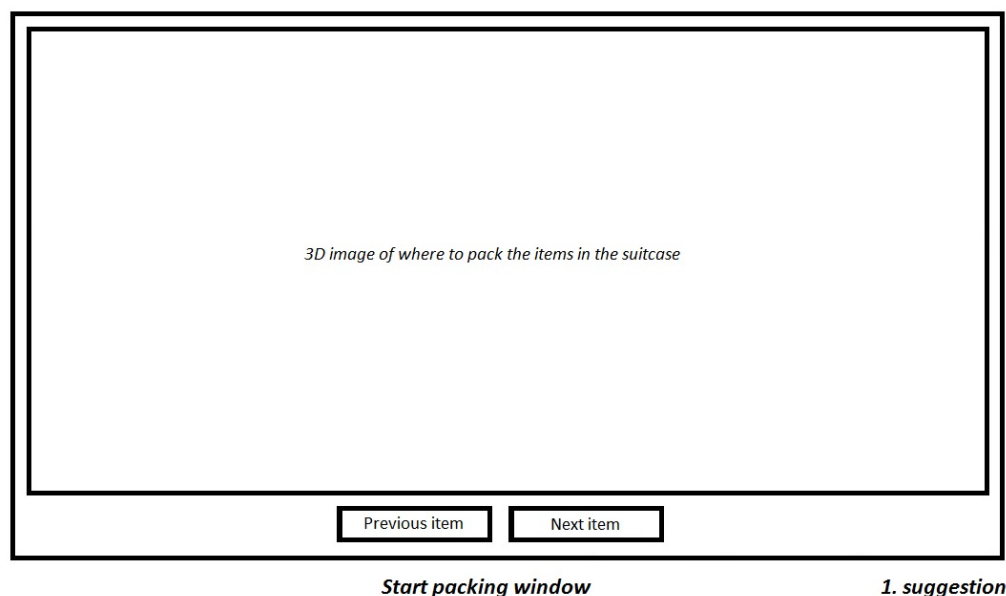 3D image of where to pack the items in the suitcase
Previous item Next item
Start packing window 1. suggestion